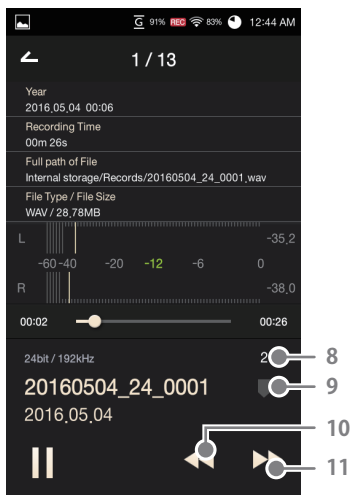 G 91% REC 83% 12:44 AM
1 / 13
Year
2016.05.04 00:06
Recording Time
00m 26s
Full path of File
Internal storage/Records/20160504_24_0001.wav
File Type / File Size
WAV / 28.78MB
L -35.2
-60 -40 -20 -12 -6 0
R -38.0
00:02 00:26
24bit / 192kHz 2
8
20160504_24_0001
9
2016.05.04
10
11